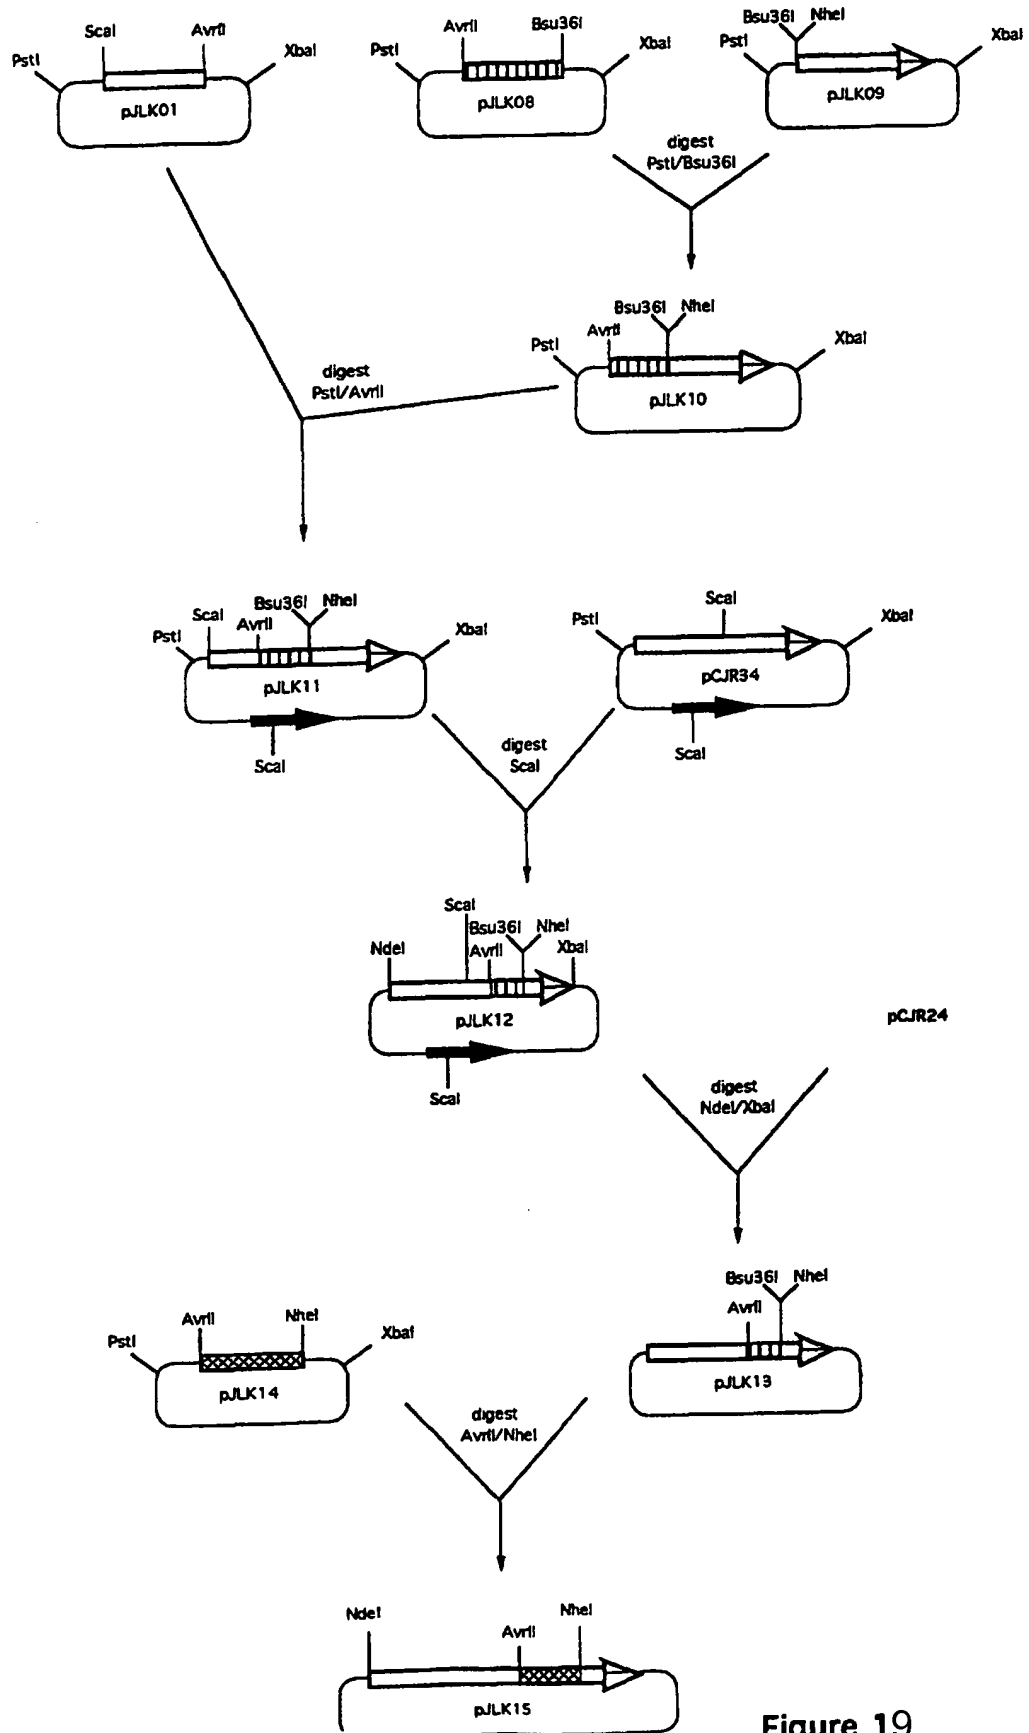 PstI
ScaI
AvrII
XbaI
pJLK01
PstI
AvrII
Bsu36I
XbaI
pJLK08
PstI
Bsu36I
NheI
XbaI
pJLK09
digest
PstI/Bsu36I
PstI
AvrII
Bsu36I
NheI
XbaI
pJLK10
digest
PstI/AvrII
PstI
ScaI
AvrII
Bsu36I
NheI
XbaI
pJLK11
ScaI
PstI
ScaI
XbaI
pCJR34
ScaI
digest
ScaI
NdeI
ScaI
AvrII
Bsu36I
NheI
XbaI
pJLK12
ScaI
pCJR24
digest
NdeI/XbaI
PstI
AvrII
NheI
XbaI
pJLK14
AvrII
Bsu36I
NheI
pJLK13
digest
AvrII/NheI
NdeI
AvrII
NheI
pJLK15
Figure 19